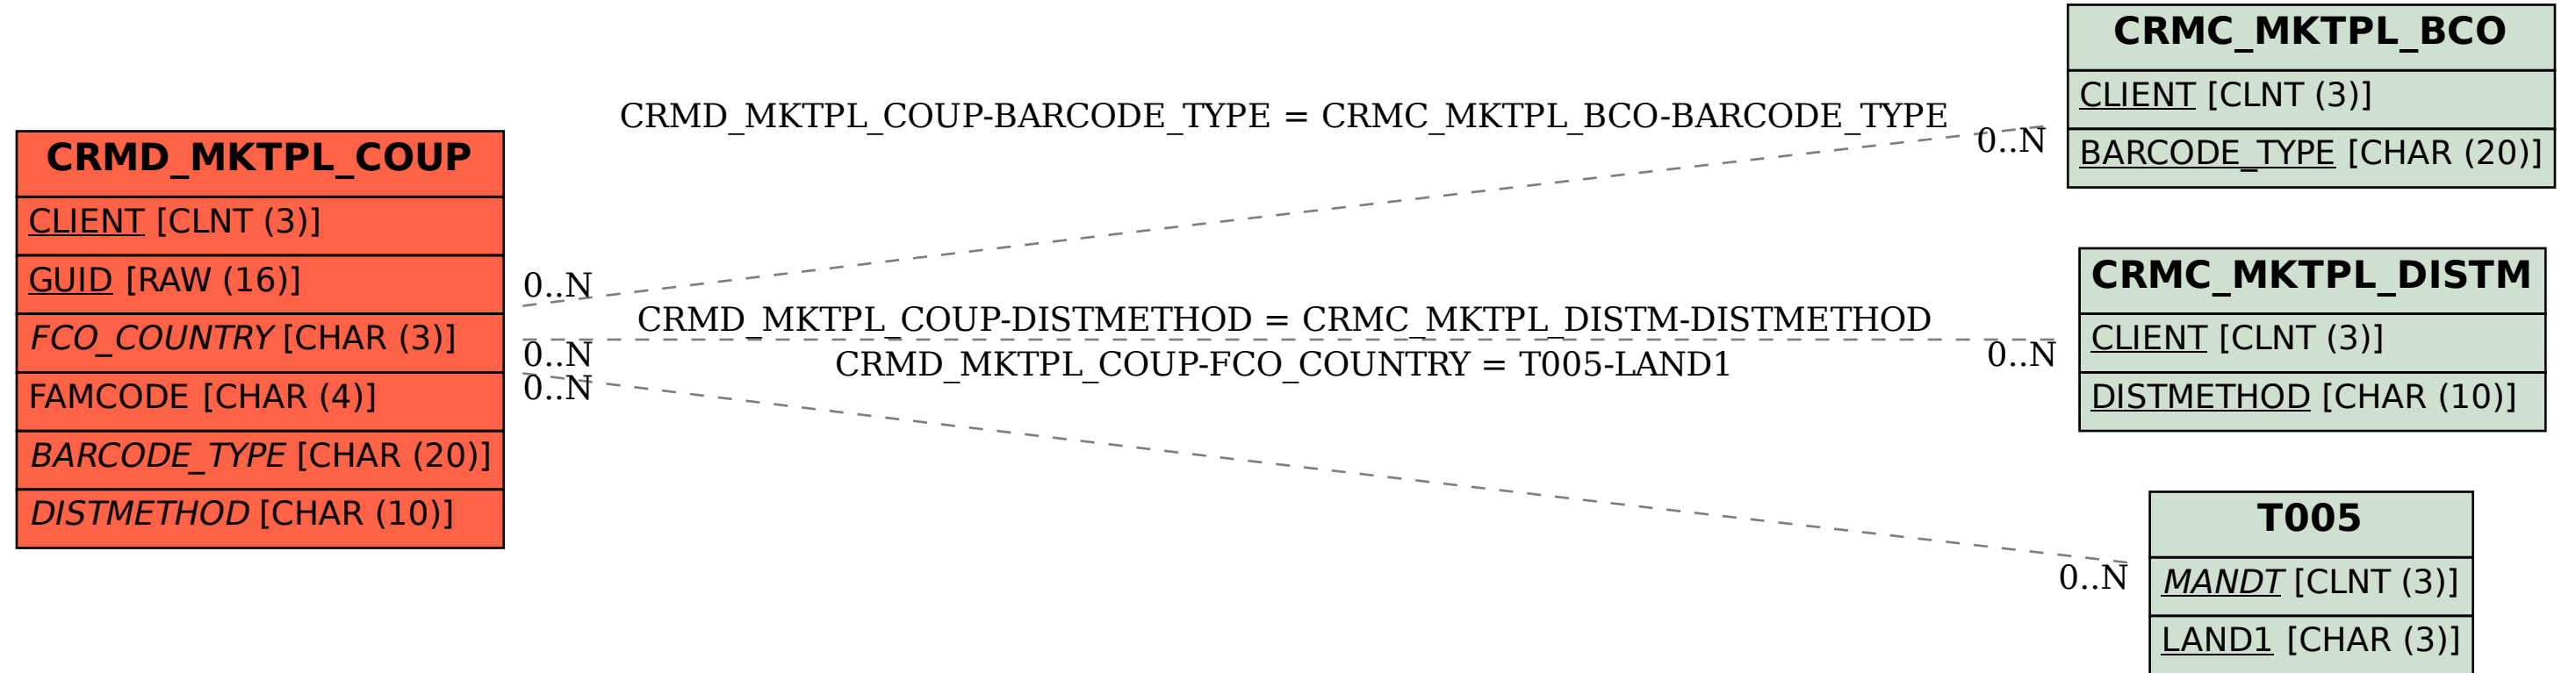 CRMD_MKTPL_COUP
CLIENT [CLNT (3)]
GUID [RAW (16)]
FCO_COUNTRY [CHAR (3)]
FAMCODE [CHAR (4)]
BARCODE_TYPE [CHAR (20)]
DISTMETHOD [CHAR (10)]
CRMD_MKTPL_COUP-BARCODE_TYPE = CRMC_MKTPL_BCO-BARCODE_TYPE
0..N
0..N
CRMD_MKTPL_COUP-DISTMETHOD = CRMC_MKTPL_DISTM-DISTMETHOD
0..N
0..N
CRMD_MKTPL_COUP-FCO_COUNTRY = T005-LAND1
0..N
0..N
CRMC_MKTPL_BCO
CLIENT [CLNT (3)]
BARCODE_TYPE [CHAR (20)]
CRMC_MKTPL_DISTM
CLIENT [CLNT (3)]
DISTMETHOD [CHAR (10)]
T005
MANDT [CLNT (3)]
LAND1 [CHAR (3)]